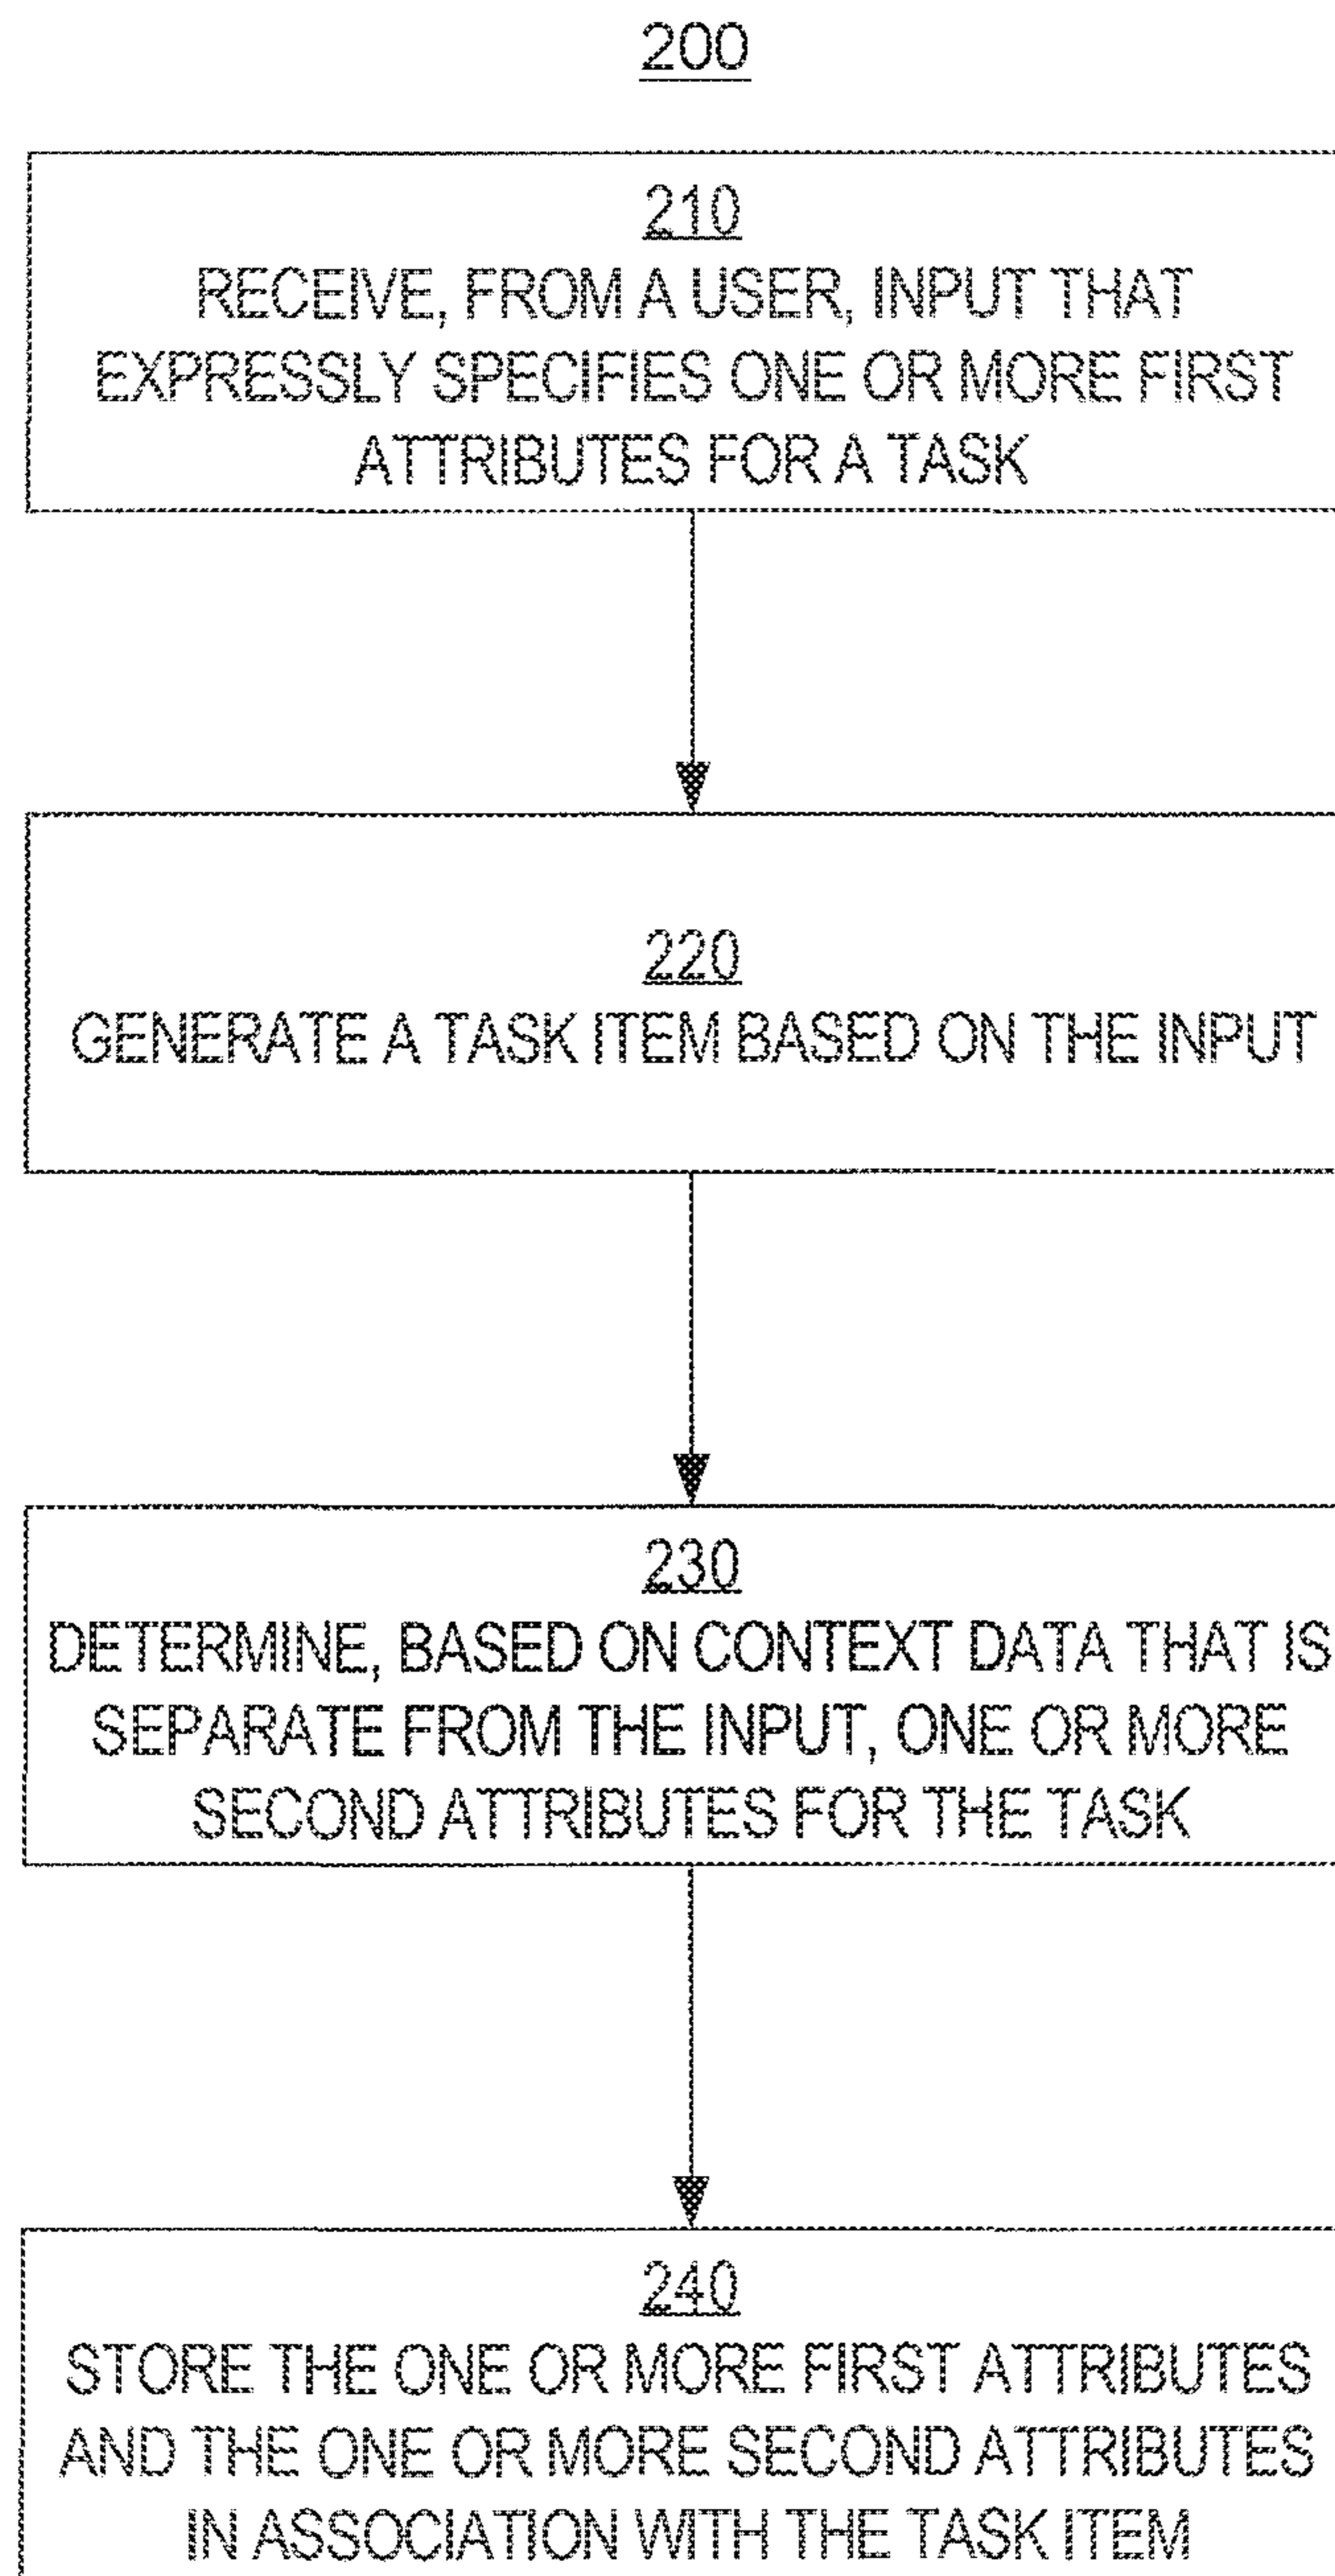 200
210
RECEIVE, FROM A USER, INPUT THAT
EXPRESSLY SPECIFIES ONE OR MORE FIRST
ATTRIBUTES FOR A TASK
220
GENERATE A TASK ITEM BASED ON THE INPUT
230
DETERMINE, BASED ON CONTEXT DATA THAT IS
SEPARATE FROM THE INPUT, ONE OR MORE
SECOND ATTRIBUTES FOR THE TASK
240
STORE THE ONE OR MORE FIRST ATTRIBUTES
AND THE ONE OR MORE SECOND ATTRIBUTES
IN ASSOCIATION WITH THE TASK ITEM